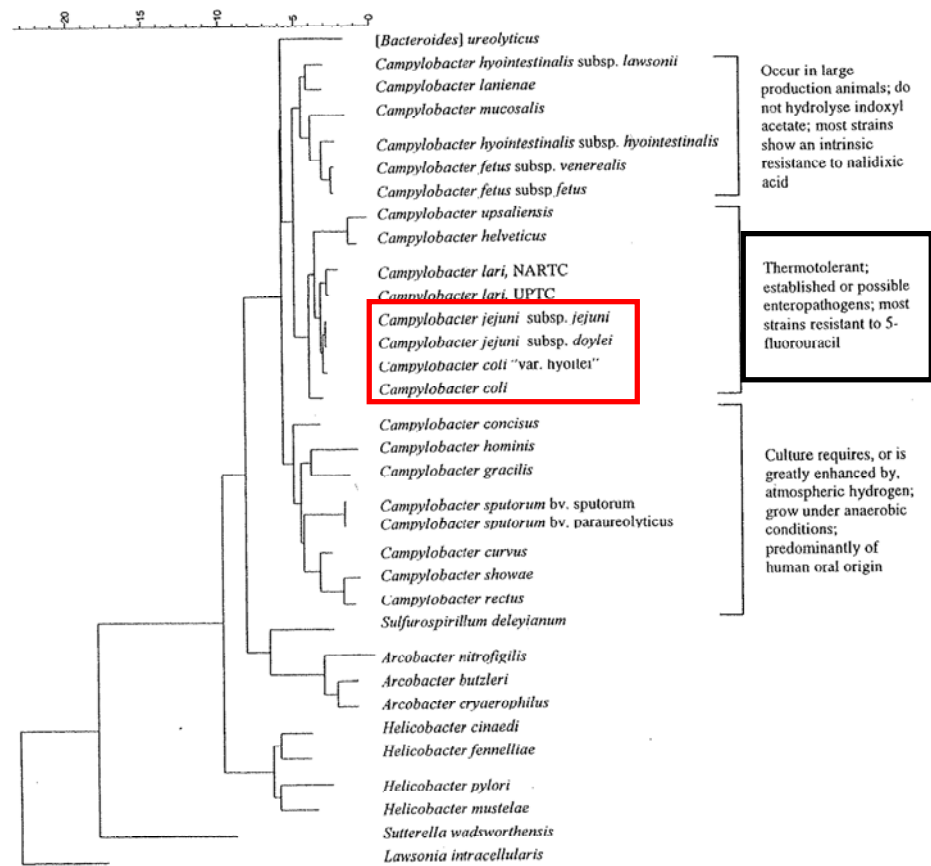 -20
-15
-10
-5
-0
[Bacteroides] ureolyticus
Campylobacter hyointestinalis subsp. lawsonii
Campylobacter lanienae
Campylobacter mucosalis
Campylobacter hyointestinalis subsp. hyointestinalis
Campylobacter fetus subsp. venerealis
Campylobacter fetus subsp fetus
Occur in large
production animals; do
not hydrolyse indoxyl
acetate; most strains
show an intrinsic
resistance to nalidixic
acid
Campylobacter upsaliensis
Campylobacter helveticus
Campylobacter lari, NARTC
Campylobacter lari, UPTC
Campylobacter jejuni subsp. jejuni
Campylobacter jejuni subsp. doylei
Campylobacter coli "var. hyoilei"
Campylobacter coli
Thermotolerant;
established or possible
enteropathogens; most
strains resistant to 5-
fluorouracil
Campylobacter concisus
Campylobacter hominis
Campylobacter gracilis
Campylobacter sputorum bv. sputorum
Campylobacter sputorum bv. paraureolyticus
Campylobacter curvus
Campylobacter showae
Campylobacter rectus
Culture requires, or is
greatly enhanced by,
atmospheric hydrogen;
grow under anaerobic
conditions;
predominantly of
human oral origin
Sulfurospirillum deleyianum
Arcobacter nitrofigilis
Arcobacter butzleri
Arcobacter cryaerophilus
Helicobacter cinaedi
Helicobacter fennelliae
Helicobacter pylori
Helicobacter mustelae
Sutterella wadsworthensis
Lawsonia intracellularis